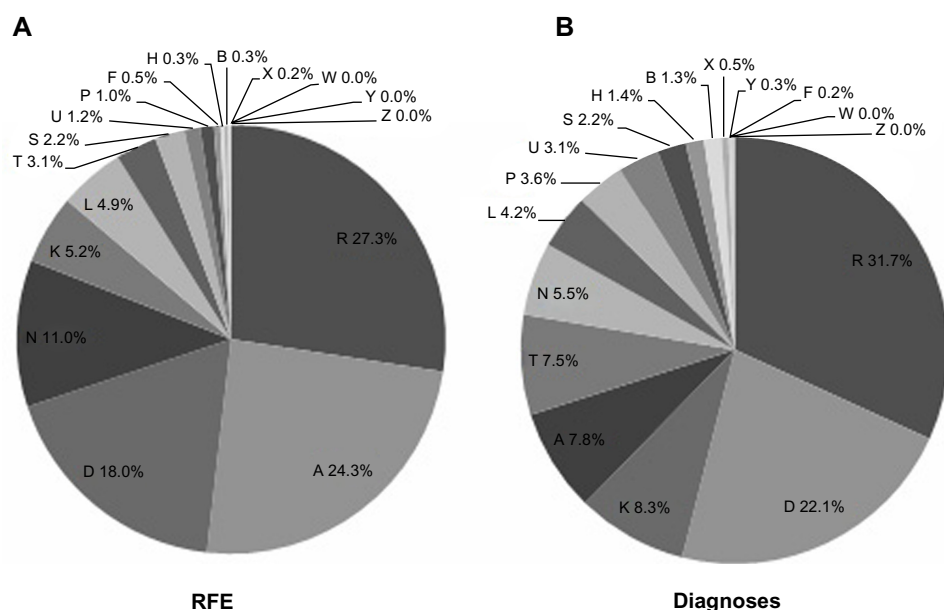 A
H 0.3%
B 0.3%
F 0.5%
X 0.2%
W 0.0%
P 1.0%
Y 0.0%
U 1.2%
Z 0.0%
S 2.2%
T 3.1%
L 4.9%
R 27.3%
K 5.2%
N 11.0%
D 18.0%
A 24.3%
RFE
B
X 0.5%
B 1.3%
Y 0.3%
H 1.4%
F 0.2%
S 2.2%
W 0.0%
U 3.1%
Z 0.0%
P 3.6%
L 4.2%
R 31.7%
N 5.5%
T 7.5%
A 7.8%
K 8.3%
D 22.1%
Diagnoses